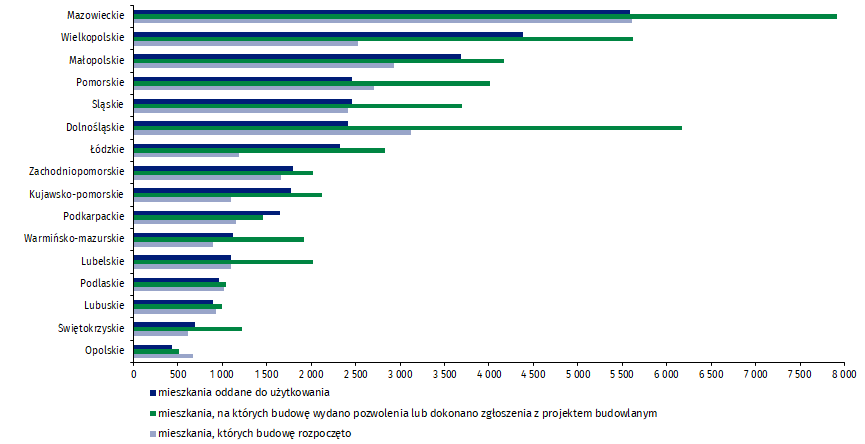 Mazowieckie
Wielkopolskie
Małopolskie
Pomorskie
Sląskie
Dolnośląskie
Łódzkie
Zachodniopomorskie
Kujawsko-pomorskie
Podkarpackie
Warmińsko-mazurskie
Lubelskie
Podlaskie
Lubuskie
Swiętokrzyskie
Opolskie
0 500 1 000 1 500 2 000 2 500 3 000 3 500 4 000 4 500 5 000 5 500 6 000 6 500 7 000 7 500 8 000
mieszkania oddane do użytkowania
mieszkania, na których budowę wydano pozwolenia lub dokonano zgłoszenia z projektem budowlanym
mieszkania, których budowę rozpoczęto